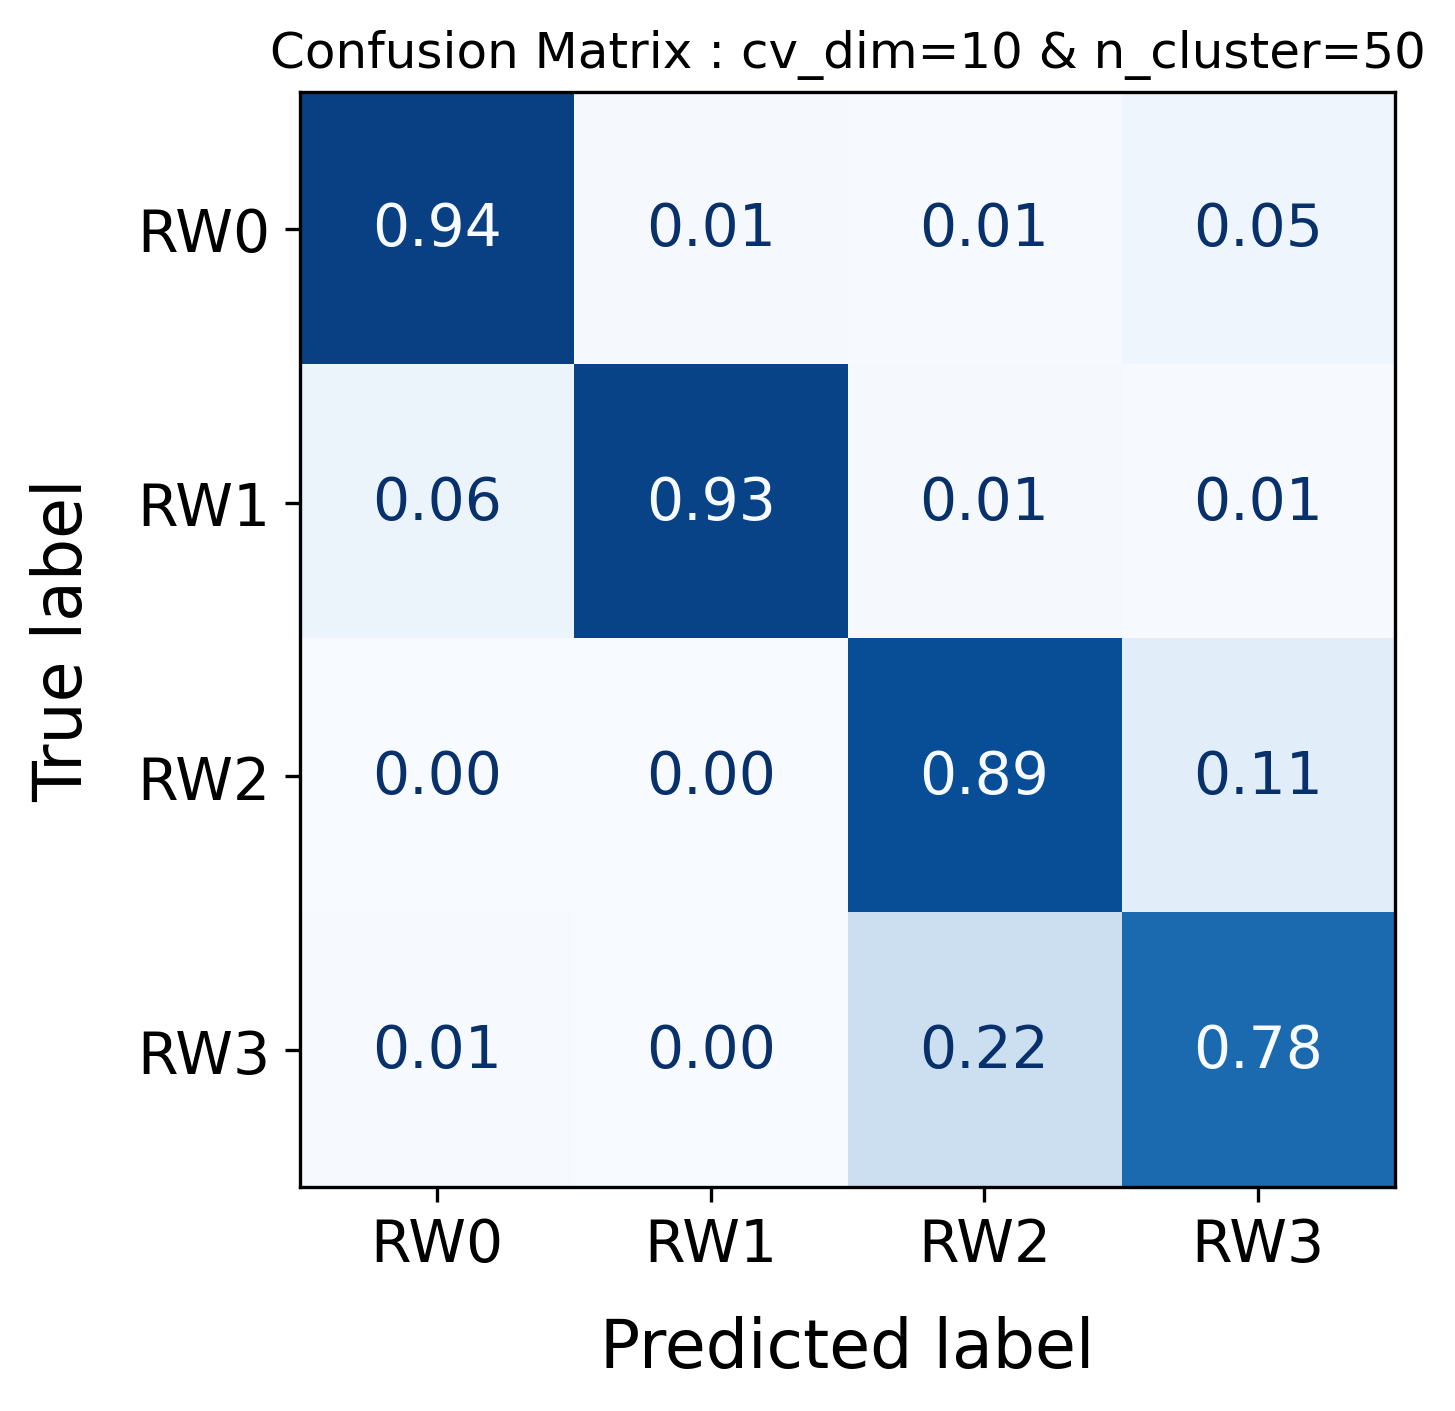 Confusion Matrix : cv_dim=10 & n_cluster=50
RW0 0.94 0.01 0.01 0.05
RW1 0.06 0.93 0.01 0.01
RW2 0.00 0.00 0.89 0.11
RW3 0.01 0.00 0.22 0.78
True label
RW0 RW1 RW2 RW3
Predicted label